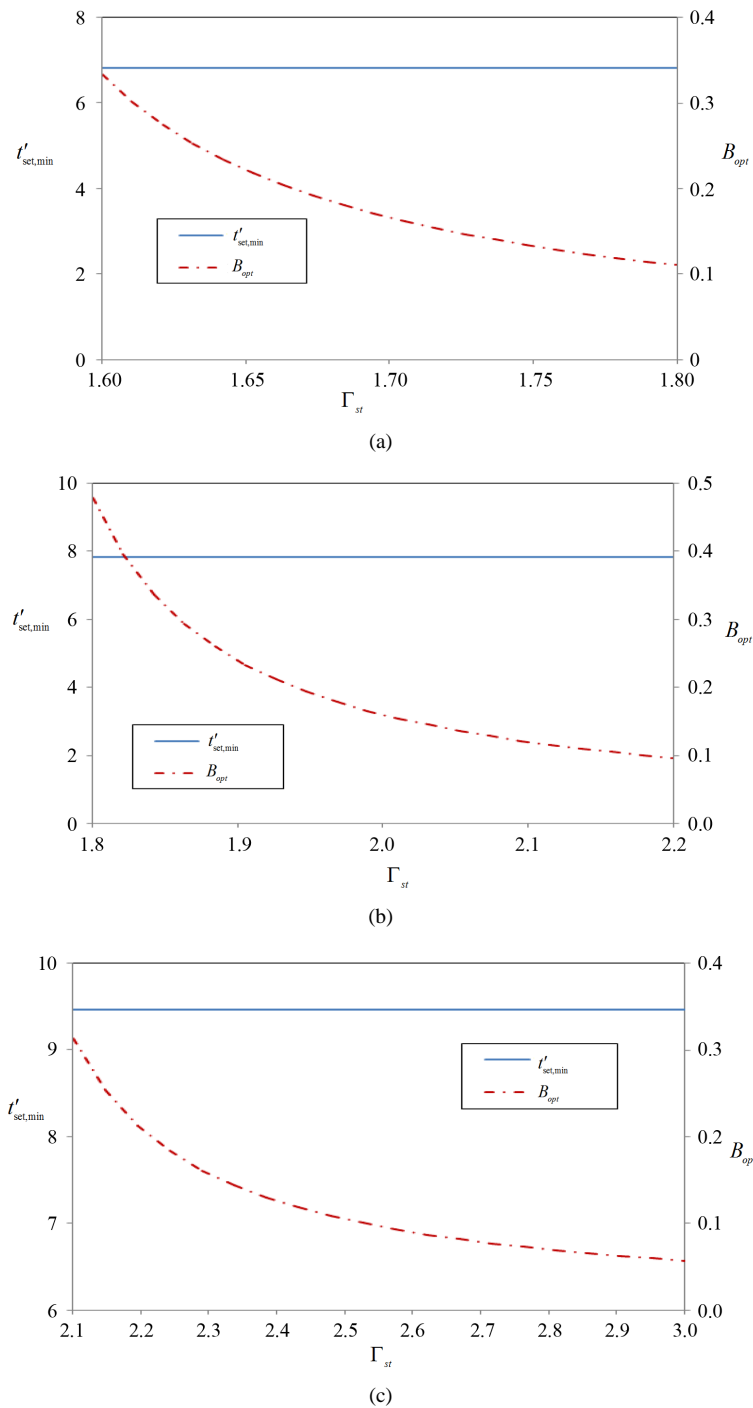 8 0.4
6 0.3
t′set,min Bopt
4 0.2
t′set,min
Bopt
2 0.1
0 0
1.60 1.65 1.70 1.75 1.80
Γst
(a)
10 0.5
8 0.4
6 0.3
t′set,min Bopt
4 0.2
t′set,min
Bopt
2 0.1
0 0.0
1.8 1.9 2.0 2.1 2.2
Γst
(b)
10 0.4
9 0.3
t′set,min
Bopt
t′set,min
8 0.2
Bop
7 0.1
6 0.0
2.1 2.2 2.3 2.4 2.5 2.6 2.7 2.8 2.9 3.0
Γst
(c)